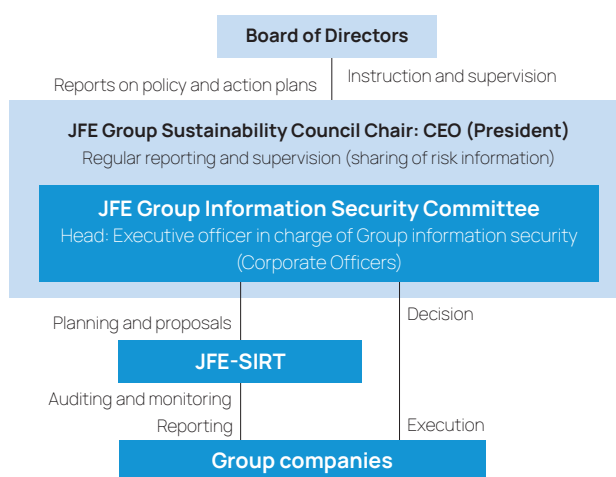 Board of Directors
Reports on policy and action plans
Instruction and supervision
JFE Group Sustainability Council Chair: CEO (President)
Regular reporting and supervision (sharing of risk information)
JFE Group Information Security Committee
Head: Executive officer in charge of Group information security
(Corporate Officers)
Planning and proposals
Decision
JFE-SIRT
Auditing and monitoring
Reporting
Execution
Group companies